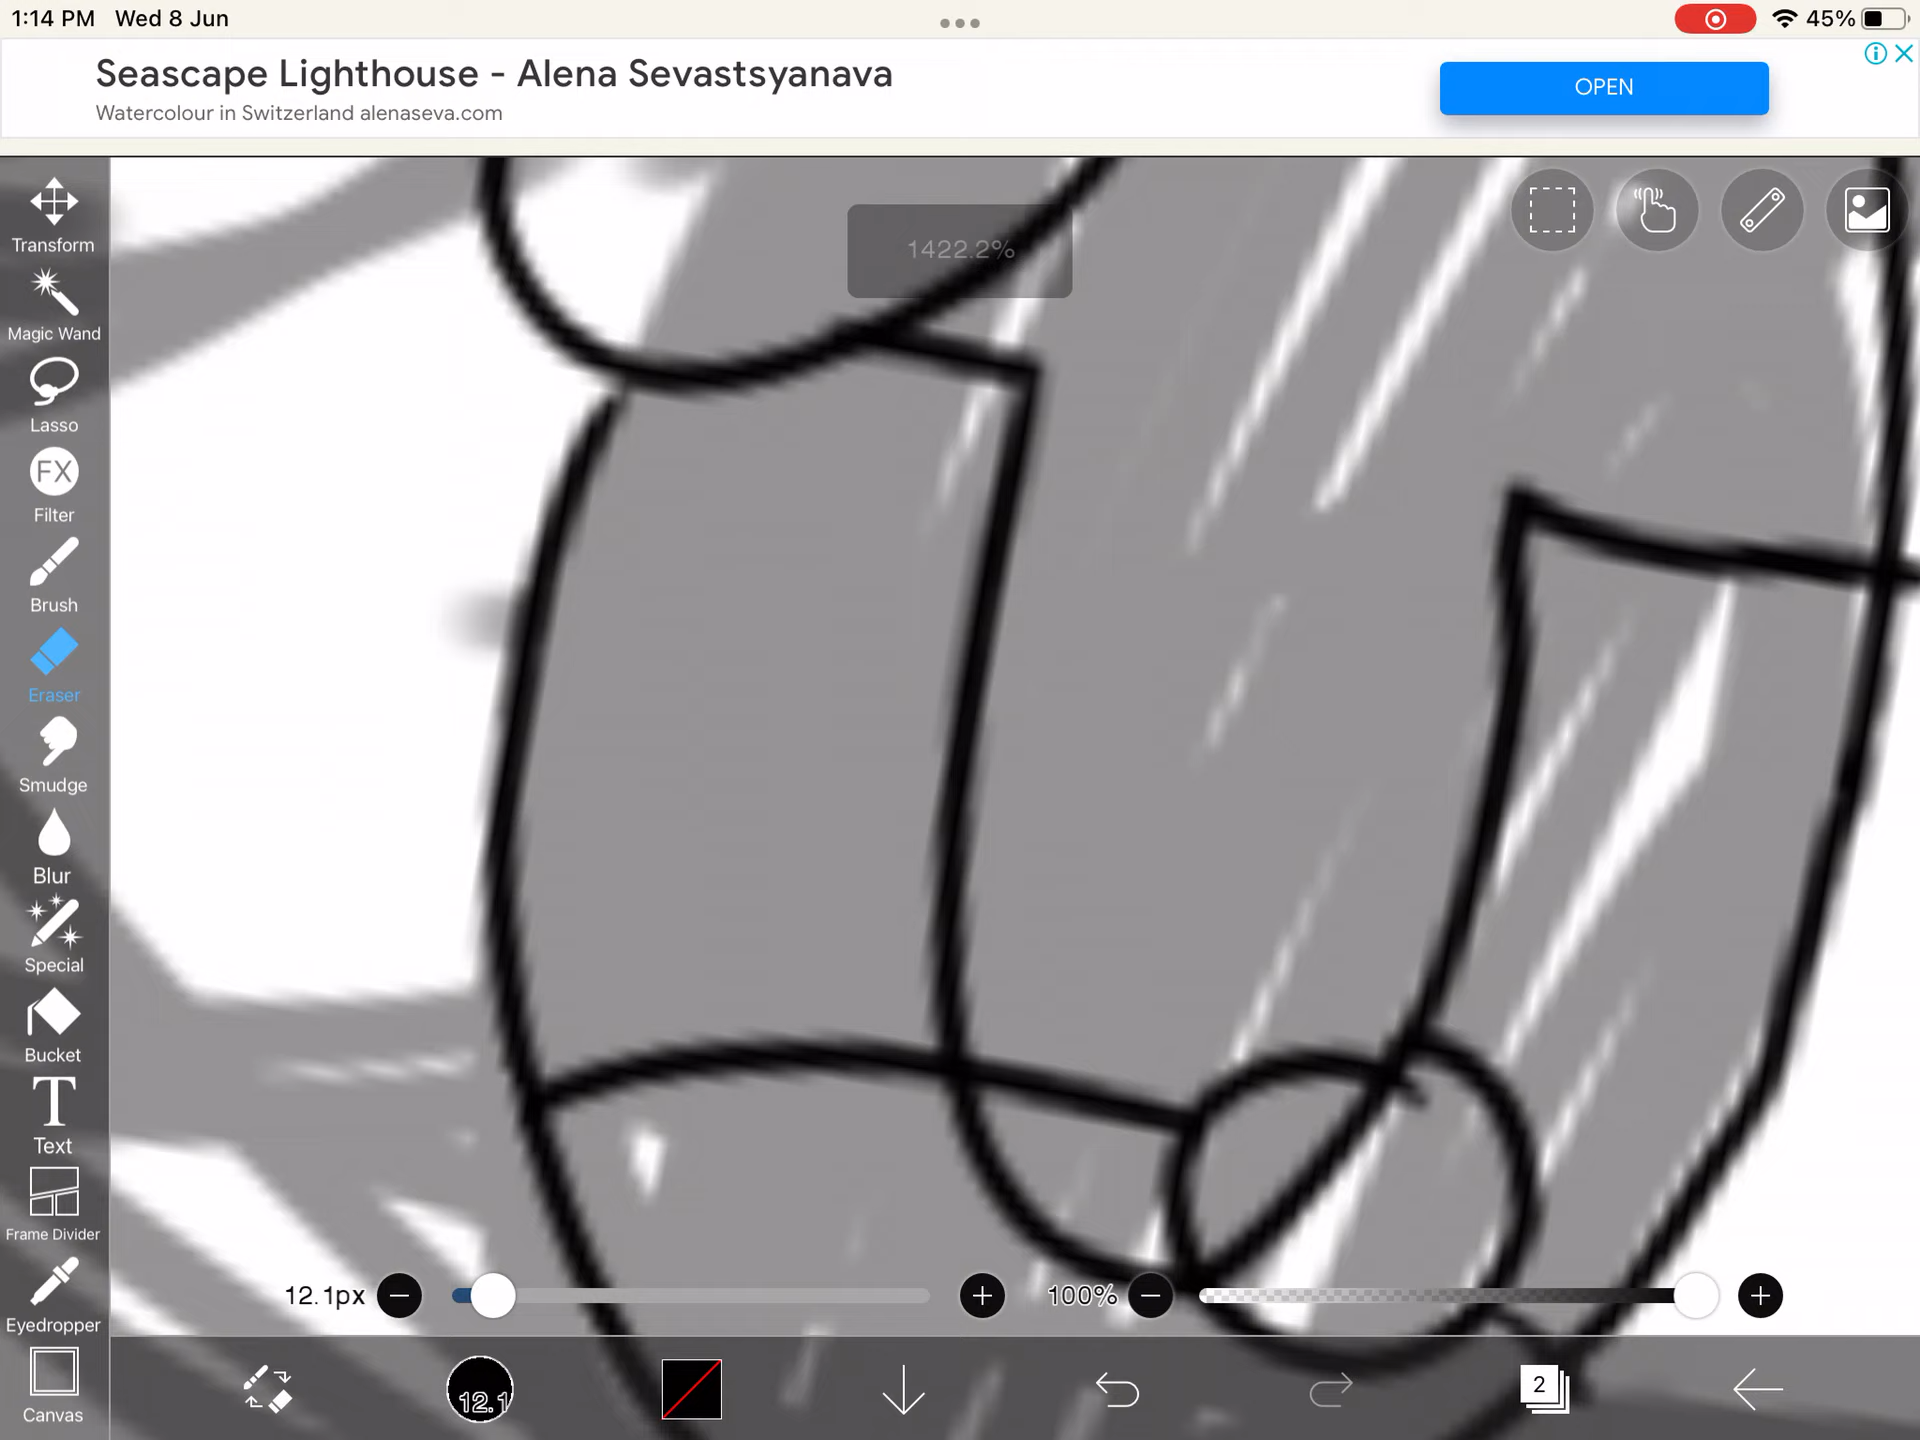 1:14 PM Wed 8 Jun
45%
Seascape Lighthouse - Alena Sevastsyanava
Watercolour in Switzerland alenaseva.com
OPEN
1422.2%
Transform
Magic Wand
Lasso
FX
Filter
Brush
Eraser
Smudge
Blur
Special
Bucket
T
Text
Frame Divider
Eyedropper
Canvas
12.1px
100%
12.1
2